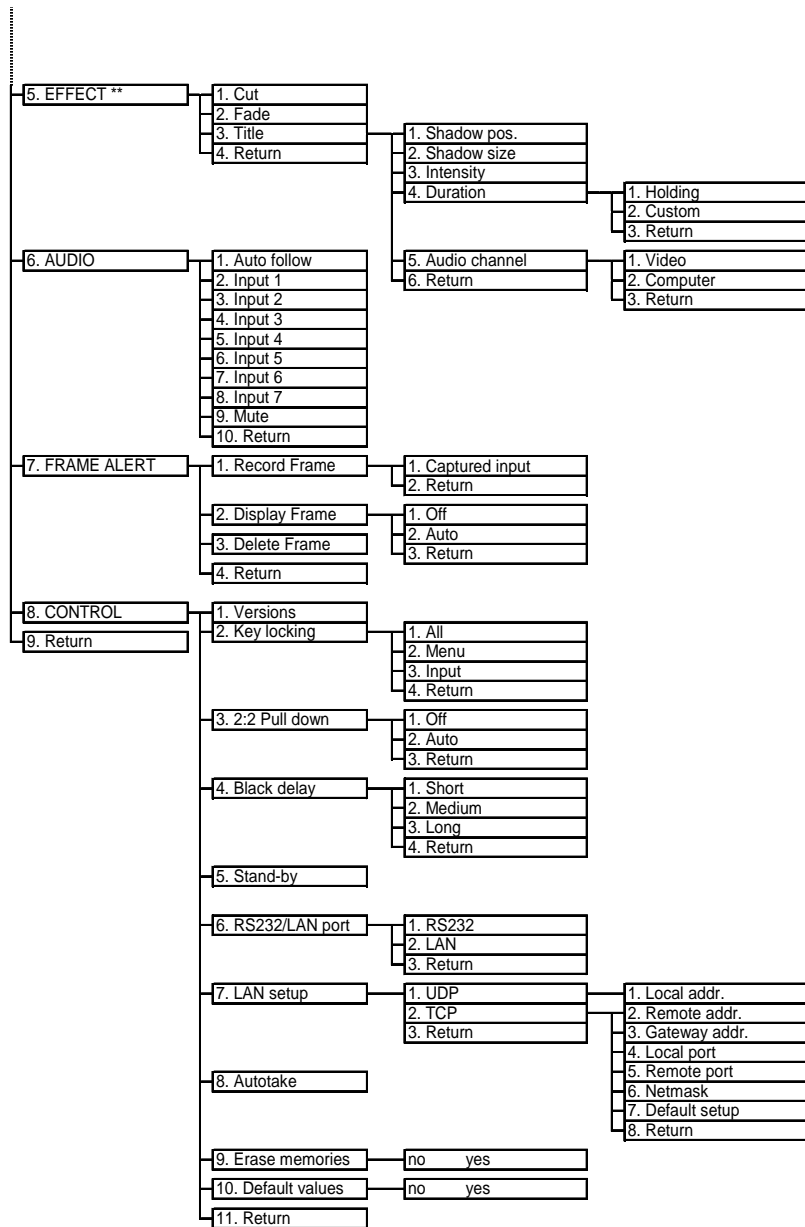 5. EFFECT **
1. Cut
2. Fade
3. Title
4. Return
1. Shadow pos.
2. Shadow size
3. Intensity
4. Duration
1. Holding
2. Custom
3. Return
5. Audio channel
6. Return
1. Video
2. Computer
3. Return
6. AUDIO
1. Auto follow
2. Input 1
3. Input 2
4. Input 3
5. Input 4
6. Input 5
7. Input 6
8. Input 7
9. Mute
10. Return
7. FRAME ALERT
1. Record Frame
1. Captured input
2. Return
2. Display Frame
1. Off
2. Auto
3. Return
3. Delete Frame
4. Return
8. CONTROL
9. Return
1. Versions
2. Key locking
1. All
2. Menu
3. Input
4. Return
3. 2:2 Pull down
1. Off
2. Auto
3. Return
4. Black delay
1. Short
2. Medium
3. Long
4. Return
5. Stand-by
6. RS232/LAN port
1. RS232
2. LAN
3. Return
7. LAN setup
1. UDP
2. TCP
3. Return
1. Local addr.
2. Remote addr.
3. Gateway addr.
4. Local port
5. Remote port
6. Netmask
7. Default setup
8. Return
8. Autotake
9. Erase memories
no yes
10. Default values
no yes
11. Return